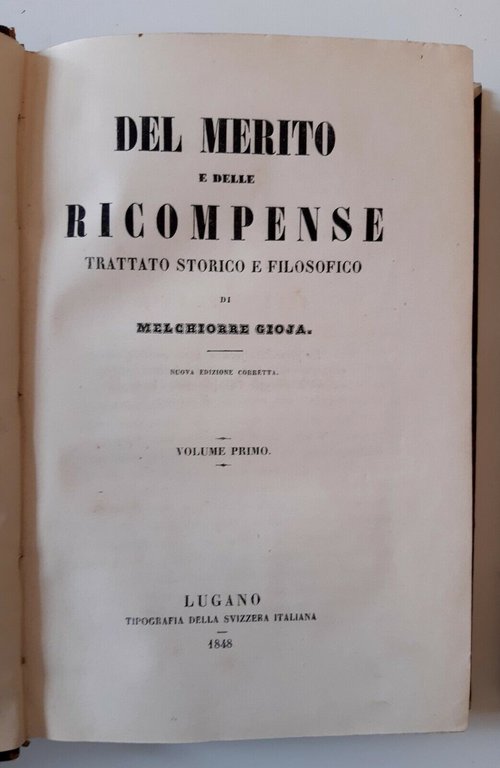 DEL MERITO
E DELLE
RICOMPENSE
TRATTATO STORICO E FILOSOFICO
DI
MELCHIORRE GIOJA.
NUOVA EDIZIONE CORRETTA.
VOLUME PRIMO.
LUGANO
TIPOGRAFIA DELLA SVIZZERA ITALIANA
1848